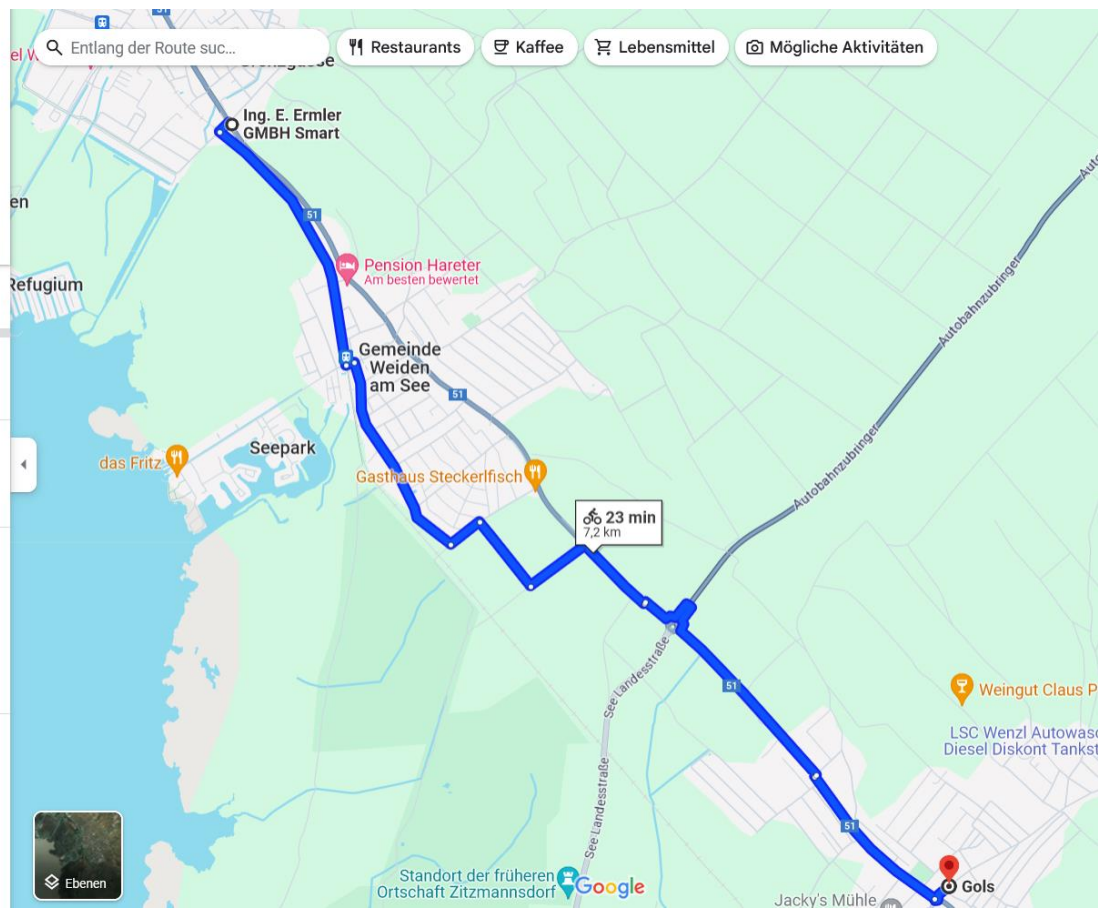 51
Entlang der Route suc...
Restaurants
Kaffee
Lebensmittel
Mögliche Aktivitäten
Ing. E. Ermler
GMBH Smart
en
51
Refugium
Pension Hareter
Am besten bewertet
Gemeinde
Weiden
am See
51
Seepark
das Fritz
Gasthaus Steckerlfisch
23 min
7,2 km
Autobahnzubringer
Autobahnzubringer
See Landesstraße
51
Weingut Claus P
LSC Wenzl Autowasc
Diesel Diskont Tankst
See Landesstraße
51
Standort der früheren
Ortschaft Zitzmannsdorf
Google
Gols
Jacky's Mühle
Ebenen